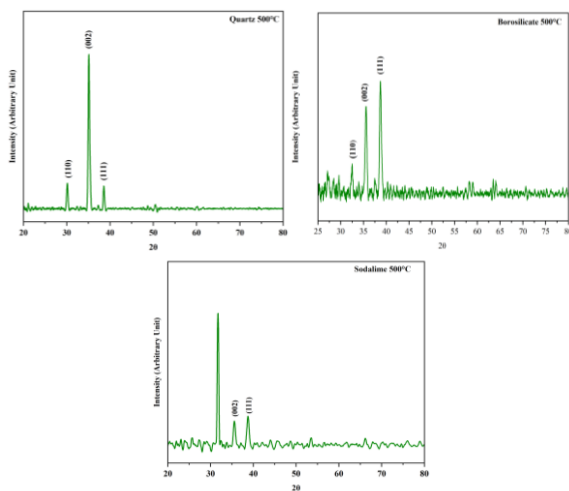 Quartz 500°C
(002)
(110)
(111)
Intensity (Arbitrary Unit)
20 30 40 50 60 70 80
2θ
Borosilicate 500°C
(111)
(002)
(110)
Intensity (Arbitrary Unit)
25 30 35 40 45 50 55 60 65 70 75 80
2θ
Sodalime 500°C
(002)
(111)
Intensity (Arbitrary Unit)
20 30 40 50 60 70 80
2θ